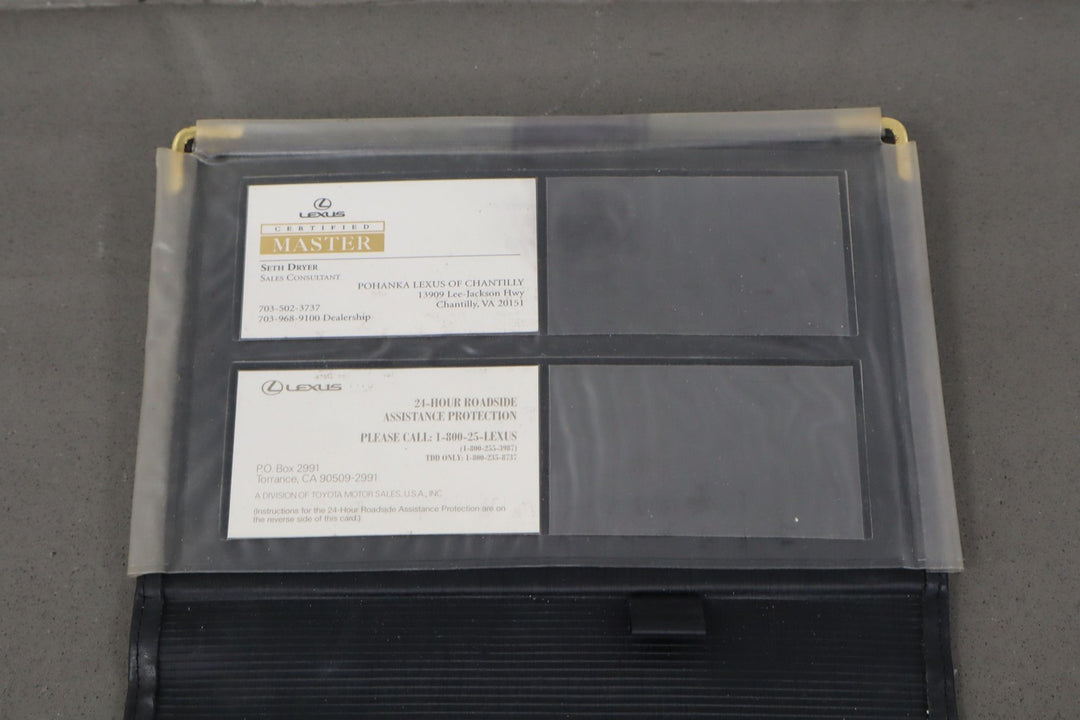 LEXUS
CERTIFIED
MASTER
SETH DRYER
SALES CONSULTANT
POHANKA LEXUS OF CHANTILLY
13909 Lee-Jackson Hwy
Chantilly, VA 20151
703-502-3737
703-968-9100 Dealership
LEXUS
24-HOUR ROADSIDE
ASSISTANCE PROTECTION
PLEASE CALL: 1-800-25-LEXUS
(1-800-255-3987)
TDD ONLY: 1-800-235-8737
P.O. Box 2991
Torrance, CA 90509-2991
A DIVISION OF TOYOTA MOTOR SALES, U.S.A., INC
(Instructions for the 24-Hour Roadside Assistance Protection are on
the reverse side of this card.)